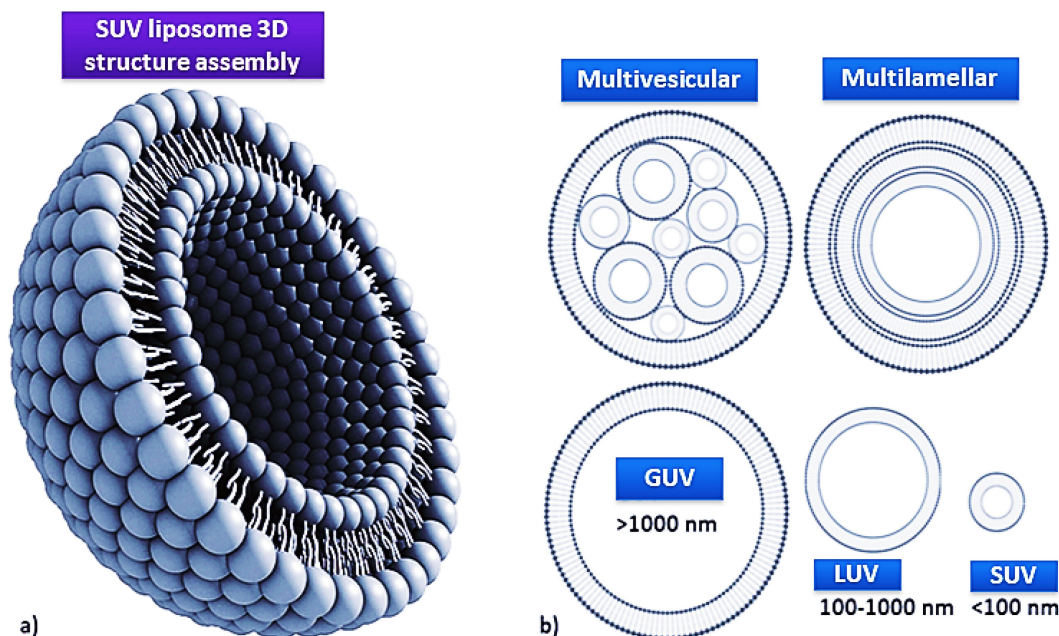 SUV liposome 3D
structure assembly
Multivesicular
Multilamellar
GUV
>1000 nm
LUV
100-1000 nm
SUV
<100 nm
a)
b)